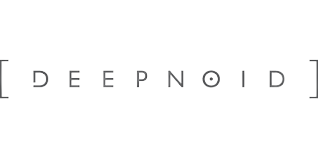 [ DEEPNOID ]